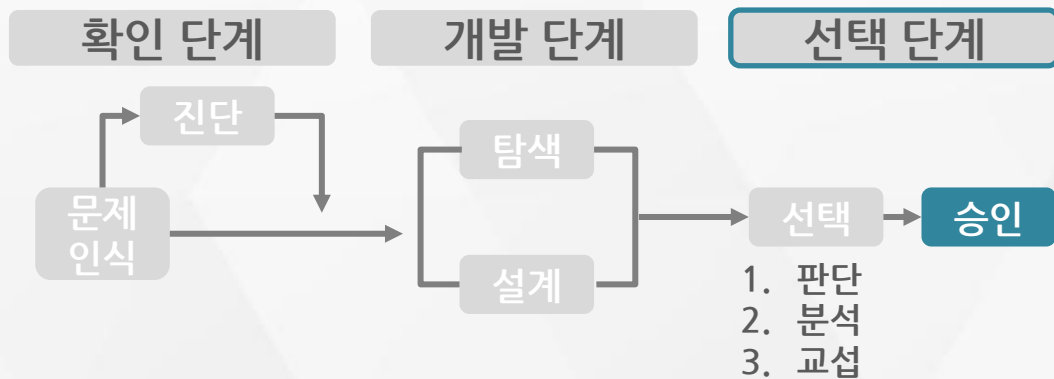 확인 단계
개발 단계
선택 단계
진단
문제
인식
탐색
설계
선택
승인
1. 판단
2. 분석
3. 교섭